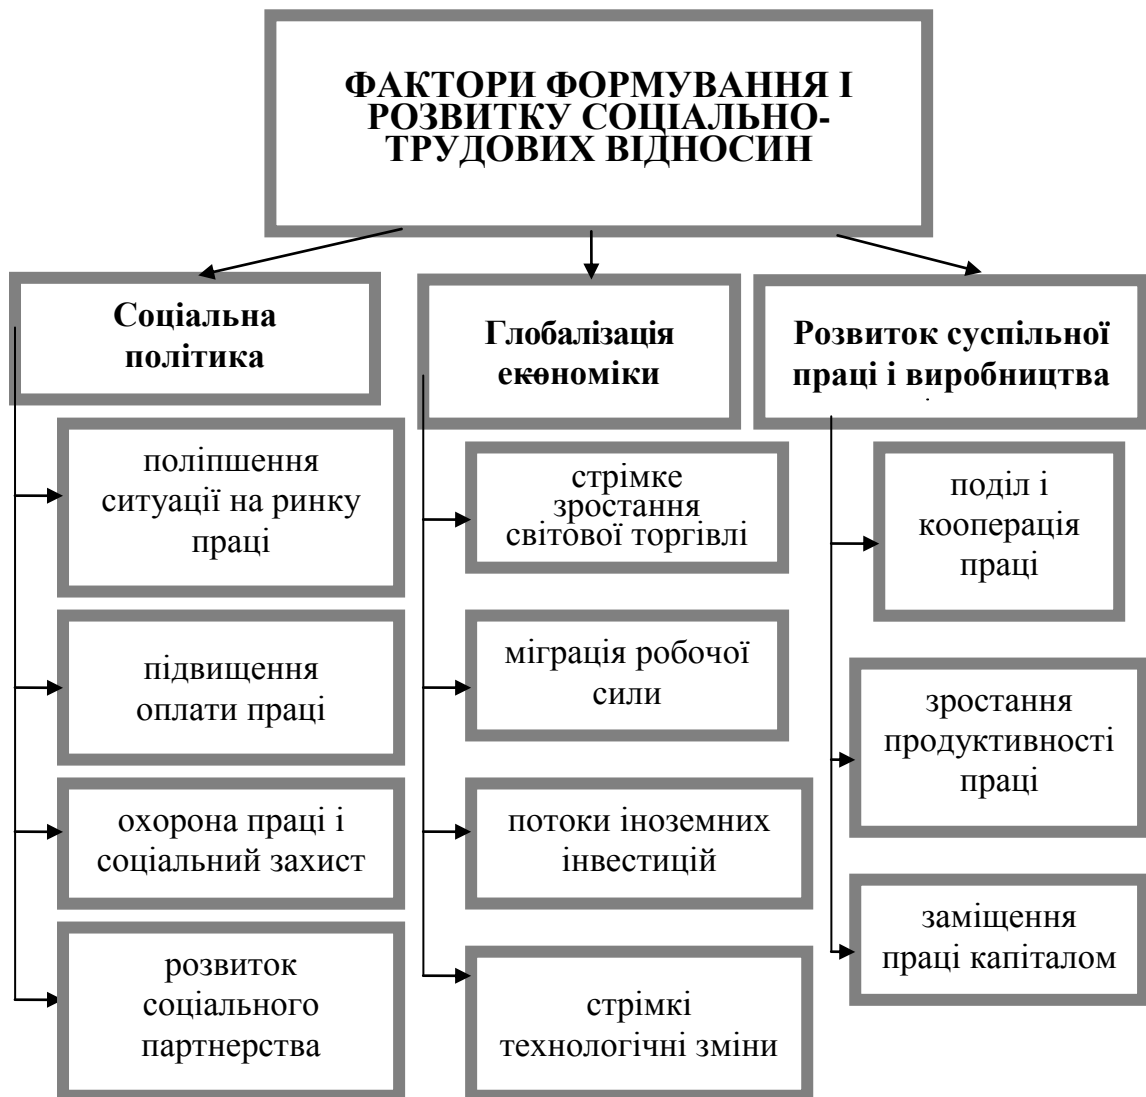 ФАКТОРИ ФОРМУВАННЯ І
РОЗВИТКУ СОЦІАЛЬНО-
ТРУДОВИХ ВІДНОСИН
Соціальна
політика
поліпшення
ситуації на ринку
праці
підвищення
оплати праці
охорона праці і
соціальний захист
розвиток
соціального
партнерства
Глобалізація
економіки
стрімке
зростання
світової торгівлі
міграція робочої
сили
потоки іноземних
інвестицій
стрімкі
технологічні зміни
Розвиток суспільної
праці і виробництва
поділ і
кооперація
праці
зростання
продуктивності
праці
заміщення
праці капіталом